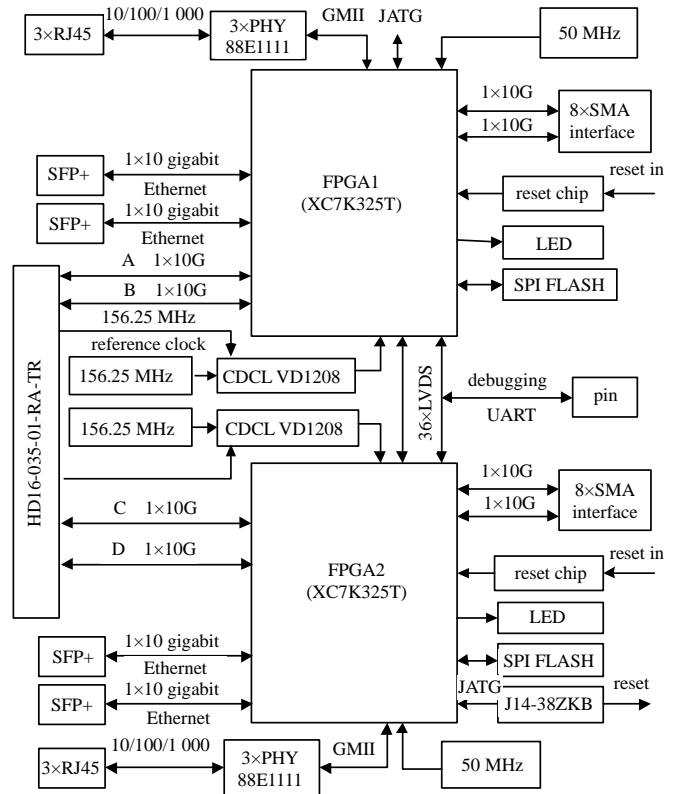 10/100/1 000
3×RJ45
3×PHY
88E1111
GMII
JATG
50 MHz
1×10G
1×10G
8×SMA
interface
SFP+
1×10 gigabit
Ethernet
SFP+
1×10 gigabit
Ethernet
FPGA1
(XC7K325T)
reset chip
reset in
LED
SPI FLASH
A 1×10G
B 1×10G
156.25 MHz
reference clock
HD16-035-01-RA-TR
156.25 MHz
CDCL VD1208
156.25 MHz
CDCL VD1208
36×LVDS
debugging
UART
pin
C 1×10G
D 1×10G
FPGA2
(XC7K325T)
1×10G
1×10G
8×SMA
interface
reset chip
reset in
LED
SPI FLASH
JATG
J14-38ZKB
reset
SFP+
1×10 gigabit
Ethernet
SFP+
1×10 gigabit
Ethernet
3×RJ45
10/100/1 000
3×PHY
88E1111
GMII
50 MHz